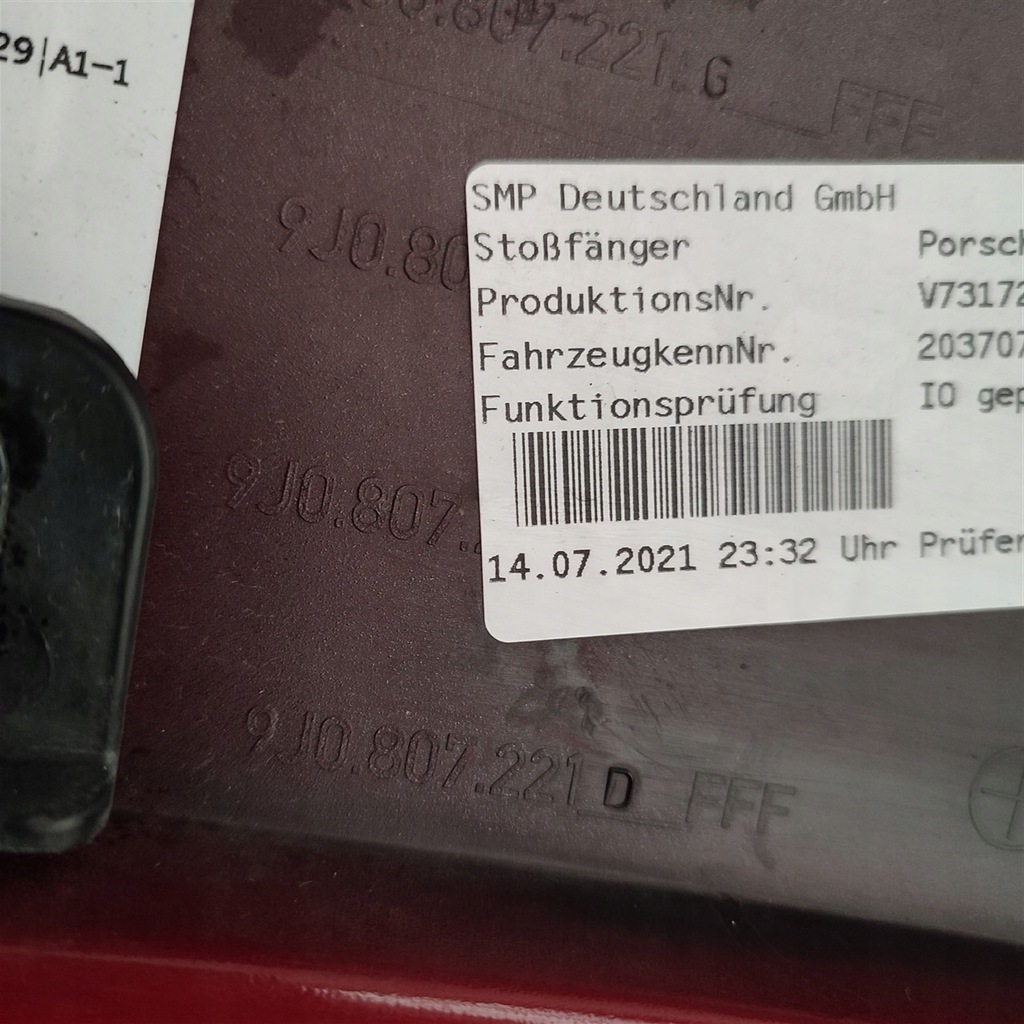 29|A1-1
.807.221.G FFF
SMP Deutschland GmbH
Stoßfänger Porsch
ProduktionsNr. V73172
FahrzeugkennNr. 203707
Funktionsprüfung IO gep
14.07.2021 23:32 Uhr Prüfer
9J0.80
9J0.807.
9J0.807.221 D FFF